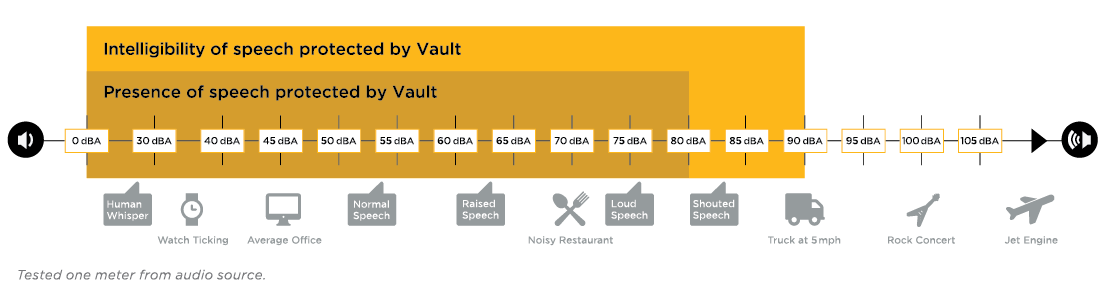 Intelligibility of speech protected by Vault
Presence of speech protected by Vault
0 dBA 30 dBA 40 dBA 45 dBA 50 dBA 55 dBA 60 dBA 65 dBA 70 dBA 75 dBA 80 dBA 85 dBA 90 dBA 95 dBA 100 dBA 105 dBA
Human
Whisper
Watch Ticking
Average Office
Normal
Speech
Raised
Speech
Noisy Restaurant
Loud
Speech
Shouted
Speech
Truck at 5mph
Rock Concert
Jet Engine
Tested one meter from audio source.